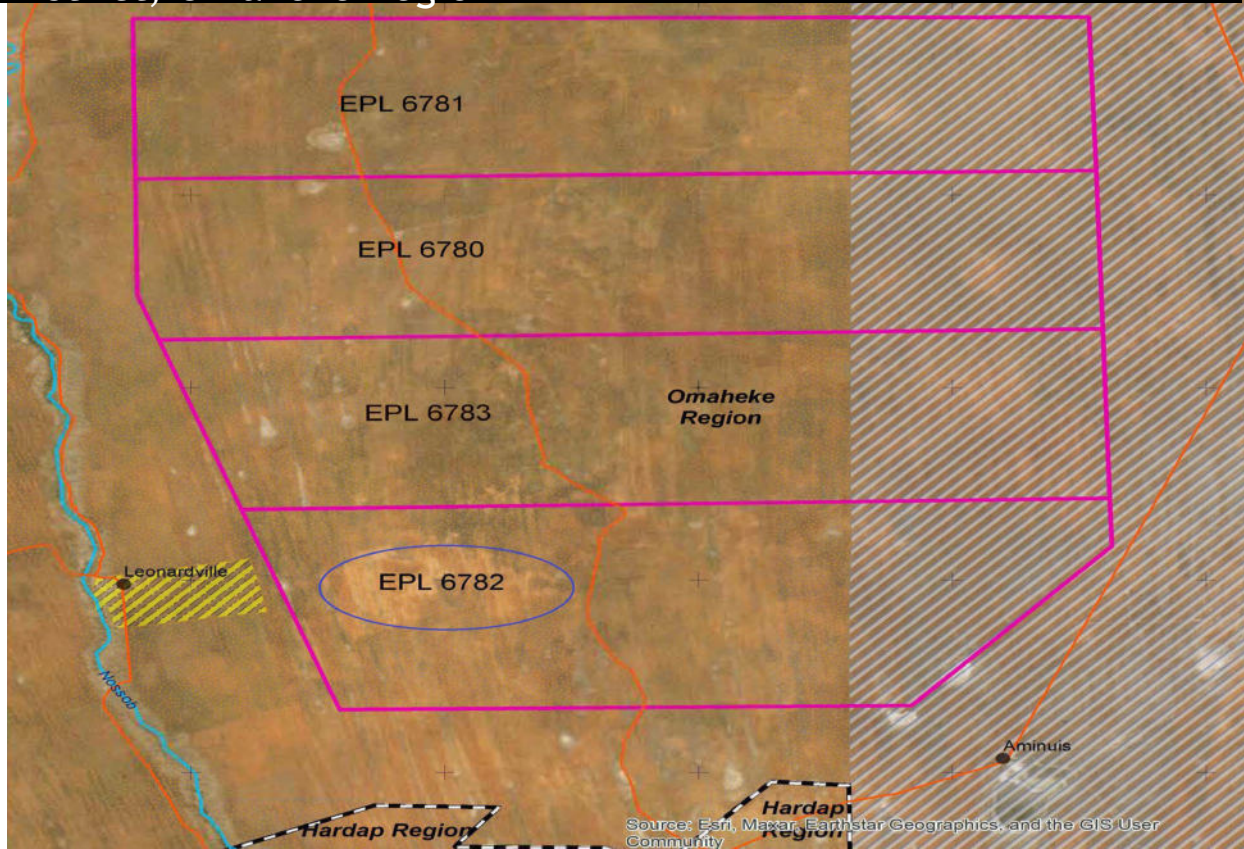 EPL 6781
EPL 6780
Omaheke
Region
EPL 6783
Leonardville
EPL 6782
Nossob
Aminuis
Hardap Region
Hardap
Region
Source: Esri, Maxar, Earthstar Geographics, and the GIS User
Community